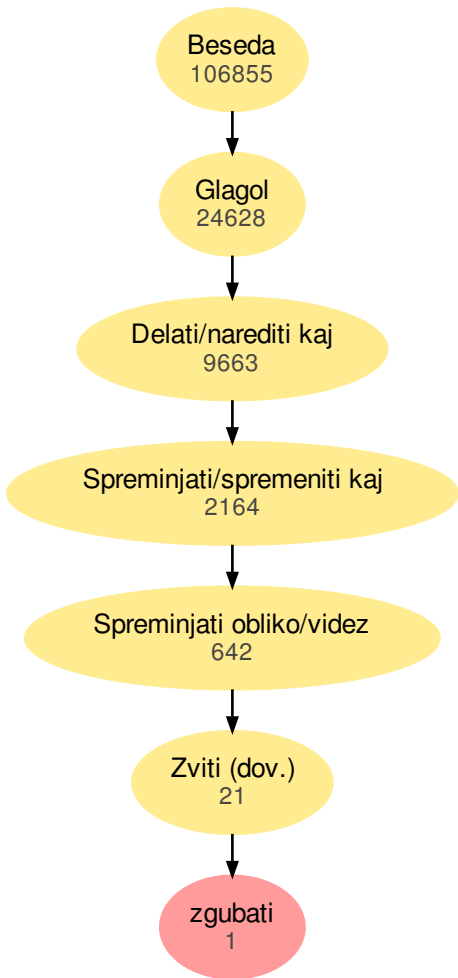 Beseda
106855
Glagol
24628
Delati/narediti kaj
9663
Spreminjati/spremeniti kaj
2164
Spreminjati obliko/videz
642
Zviti (dov.)
21
zgubati
1